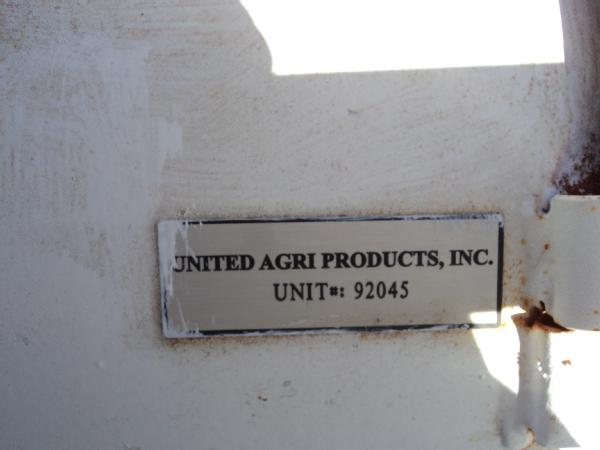 UNITED AGRI PRODUCTS, INC.
UNIT#: 92045